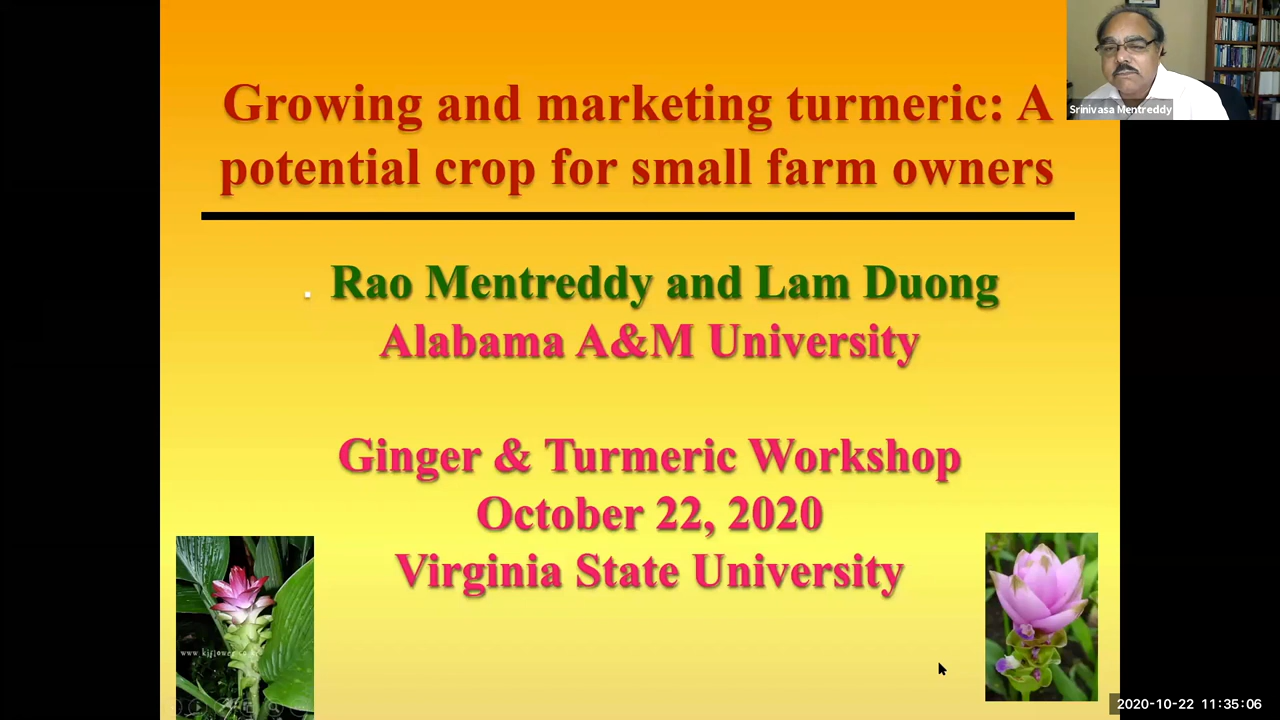 Growing and marketing turmeric: A
potential crop for small farm owners
Srinivasa Mentreddy
. Rao Mentreddy and Lam Duong
Alabama A&M University
Ginger & Turmeric Workshop
October 22, 2020
Virginia State University
2020-10-22 11:35:06